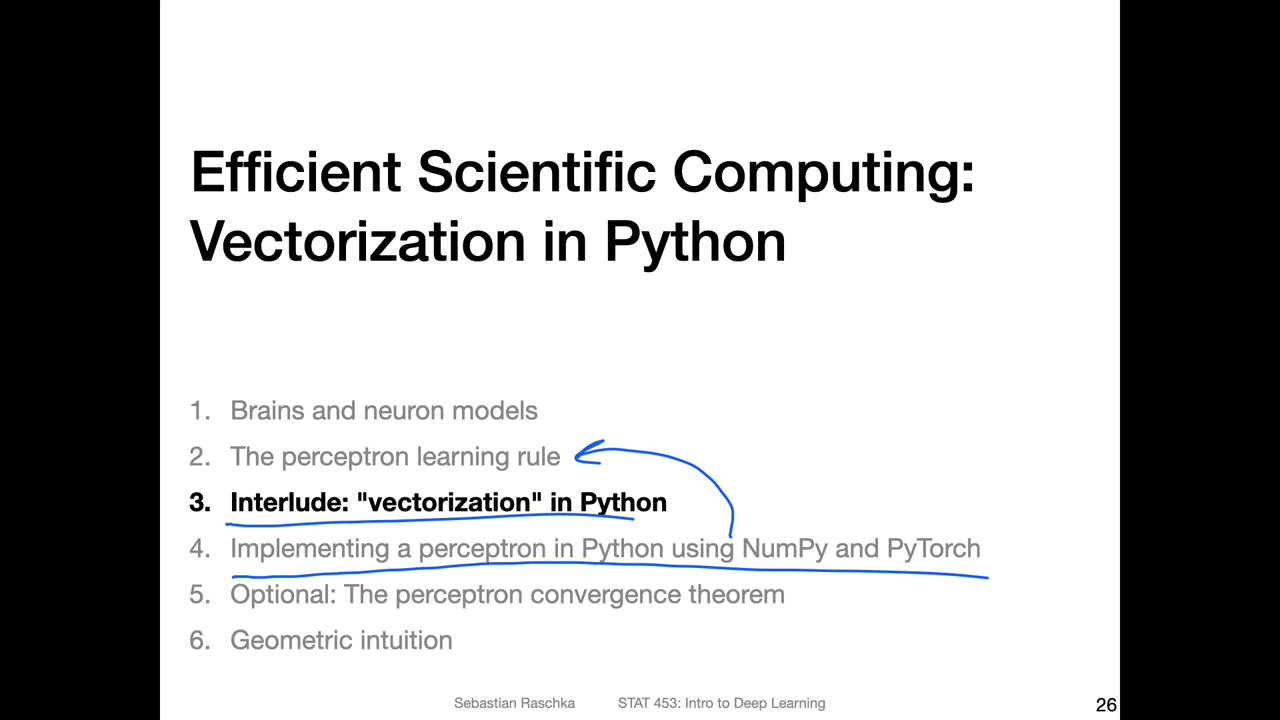 Efficient Scientific Computing:
Vectorization in Python
1. Brains and neuron models
2. The perceptron learning rule
3. Interlude: "vectorization" in Python
4. Implementing a perceptron in Python using NumPy and PyTorch
5. Optional: The perceptron convergence theorem
6. Geometric intuition
Sebastian Raschka STAT 453: Intro to Deep Learning 26